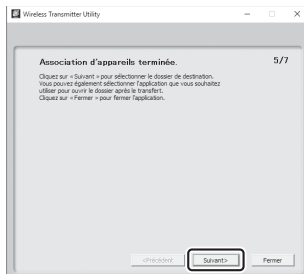 Wireless Transmitter Utility
Association d'appareils terminée.
5/7
Cliquez sur « Suivant » pour sélectionner le dossier de destination.
Vous pouvez également sélectionner l'application que vous souhaitez
utiliser pour ouvrir le dossier après le transfert.
Cliquez sur « Fermer » pour fermer l'application.
<Précédent
Suivant>
Fermer